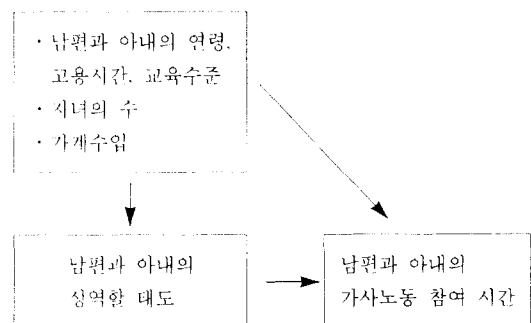 · 남편과 아내의 연령,
고용시간, 교육수준
· 자녀의 수
· 가계수입
남편과 아내의
성역할 태도
남편과 아내의
가사노동 참여 시간